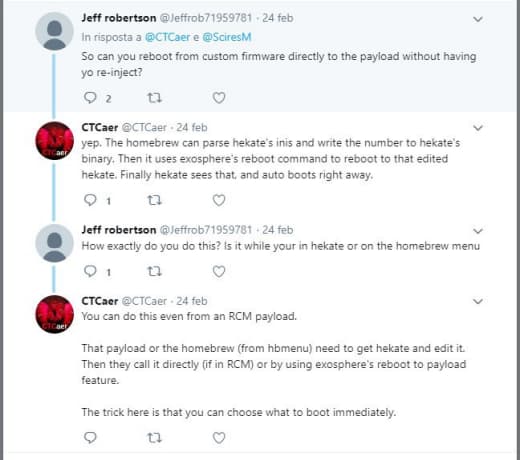 Jeff robertson @Jeffrob71959781 · 24 feb
In risposta a @CTCaer e @SciresM
So can you reboot from custom firmware directly to the payload without having
yo re-inject?
2
CTCaer @CTCaer · 24 feb
yep. The homebrew can parse hekate's inis and write the number to hekate's
binary. Then it uses exosphere's reboot command to reboot to that edited
hekate. Finally hekate sees that, and auto boots right away.
CTCaer
1
Jeff robertson @Jeffrob71959781 · 24 feb
How exactly do you do this? Is it while your in hekate or on the homebrew menu
1
CTCaer @CTCaer · 24 feb
You can do this even from an RCM payload.
CTCaer
That payload or the homebrew (from hbmenu) need to get hekate and edit it.
Then they call it directly (if in RCM) or by using exosphere's reboot to payload
feature.
The trick here is that you can choose what to boot immediately.